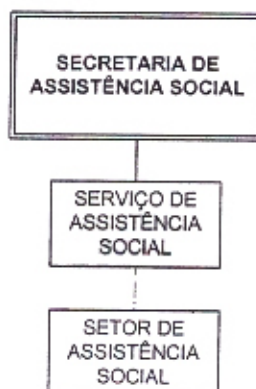 SECRETARIA DE
ASSISTÊNCIA SOCIAL
SERVIÇO DE
ASSISTÊNCIA
SOCIAL
SETOR DE
ASSISTÊNCIA
SOCIAL